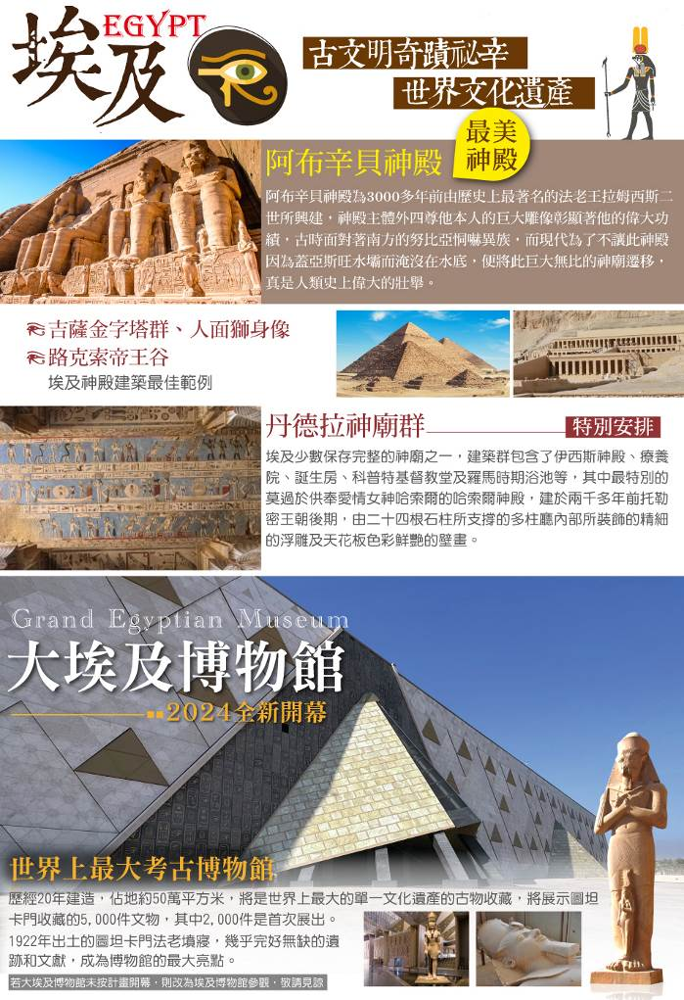 埃及
EGYPT
古文明奇蹟祕辛
世界文化遺產
最美
神殿
阿布辛貝神殿
阿布辛貝神殿為3000多年前由歷史上最著名的法老王拉姆西斯二
世所興建，神殿主體外四尊他本人的巨大雕像彰顯著他的偉大功
績，古時面對著南方的努比亞恫嚇異族，而現代為了不讓此神殿
因為蓋亞斯旺水壩而淹沒在水底，便將此巨大無比的神廟遷移，
真是人類史上偉大的壯舉。
吉薩金字塔群、人面獅身像
路克索帝王谷
埃及神殿建築最佳範例
丹德拉神廟群
特別安排
埃及少數保存完整的神廟之一，建築群包含了伊西斯神殿、療養
院、誕生房、科普特基督教堂及羅馬時期浴池等，其中最特別的
莫過於供奉愛情女神哈索爾的哈索爾神殿，建於兩千多年前托勒
密王朝後期，由二十四根石柱所支撐的多柱廳內部所裝飾的精細
的浮雕及天花板色彩鮮艷的壁畫。
Grand Egyptian Museum
大埃及博物館
2024全新開幕
世界上最大考古博物館
歷經20年建造，佔地約50萬平方米，將是世界上最大的單一文化遺產的古物收藏，將展示圖坦
卡門收藏的5,000件文物，其中2,000件是首次展出。
1922年出土的圖坦卡門法老墳寢，幾乎完好無缺的遺
跡和文獻，成為博物館的最大亮點。
若大埃及博物館未按計畫開幕，則改為埃及博物館參觀，敬請見諒